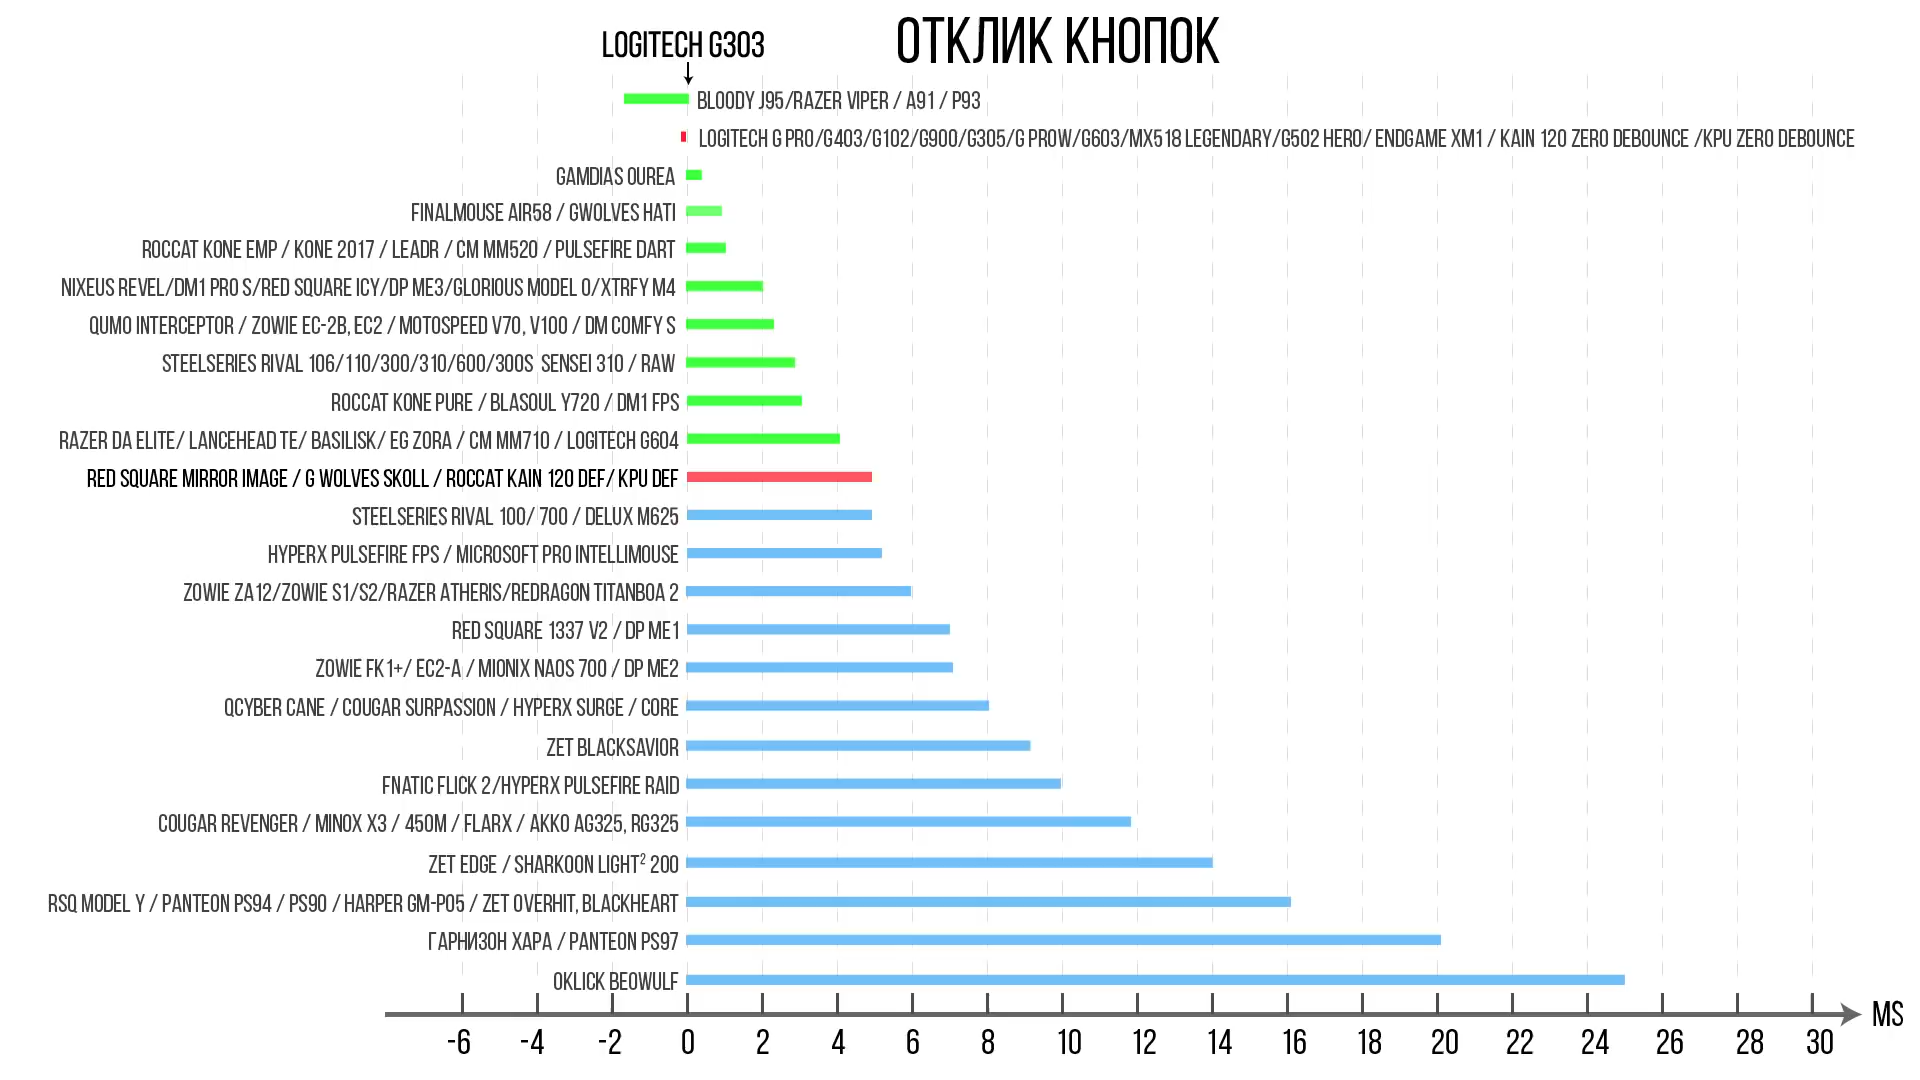 ОТКЛИК КНОПОК
LOGITECH G303
BLOODY J95/RAZER VIPER / A91 / P93
LOGITECH G PRO/G403/G102/G900/G305/G PROW/G603/MX518 LEGENDARY/G502 HERO/ ENDGAME XM1 / KAIN 120 ZERO DEBOUNCE /KPU ZERO DEBOUNCE
GAMDIAS OUREA
FINALMOUSE AIR58 / GWOLVES HATI
ROCCAT KONE EMP / KONE 2017 / LEADR / CM MM520 / PULSEFIRE DART
NIXEUS REVEL/DM1 PRO S/RED SQUARE ICY/DP ME3/GLORIOUS MODEL O/XTRFY M4
QUMO INTERCEPTOR / ZOWIE EC-2B, EC2 / MOTOSPEED V70, V100 / DM COMFY S
STEELSERIES RIVAL 106/110/300/310/600/300S SENSEI 310 / RAW
ROCCAT KONE PURE / BLASOUL Y720 / DM1 FPS
RAZER DA ELITE/ LANCEHEAD TE/ BASILISK/ EG ZORA / CM MM710 / LOGITECH G604
RED SQUARE MIRROR IMAGE / G WOLVES SKOLL / ROCCAT KAIN 120 DEF/ KPU DEF
STEELSERIES RIVAL 100/ 700 / DELUX M625
HYPERX PULSEFIRE FPS / MICROSOFT PRO INTELLIMOUSE
ZOWIE ZA12/ZOWIE S1/S2/RAZER ATHERIS/REDRAGON TITANBOA 2
RED SQUARE 1337 V2 / DP ME1
ZOWIE FK1+/ EC2-A / MIONIX NAOS 700 / DP ME2
QCYBER CANE / COUGAR SURPASSION / HYPERX SURGE / CORE
ZET BLACKSAVIOR
FNATIC FLICK 2/HYPERX PULSEFIRE RAID
COUGAR REVENGER / MINOX X3 / 450M / FLARX / AKKO AG325, RG325
ZET EDGE / SHARKOON LIGHT² 200
RSQ MODEL Y / PANTEON PS94 / PS90 / HARPER GM-P05 / ZET OVERHIT, BLACKHEART
ГАРНИЗОН ХАРА / PANTEON PS97
OKLICK BEOWULF
-6 -4 -2 0 2 4 6 8 10 12 14 16 18 20 22 24 26 28 30 MS